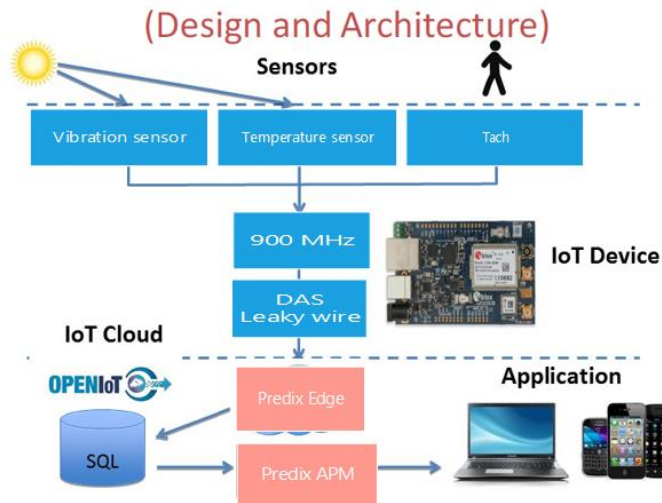 (Design and Architecture)
Sensors
Vibration sensor
Temperature sensor
Tach
900 MHz
IoT Device
DAS
Leaky wire
IoT Cloud
OPENIoT
Application
Predix Edge
SQL
Predix APM